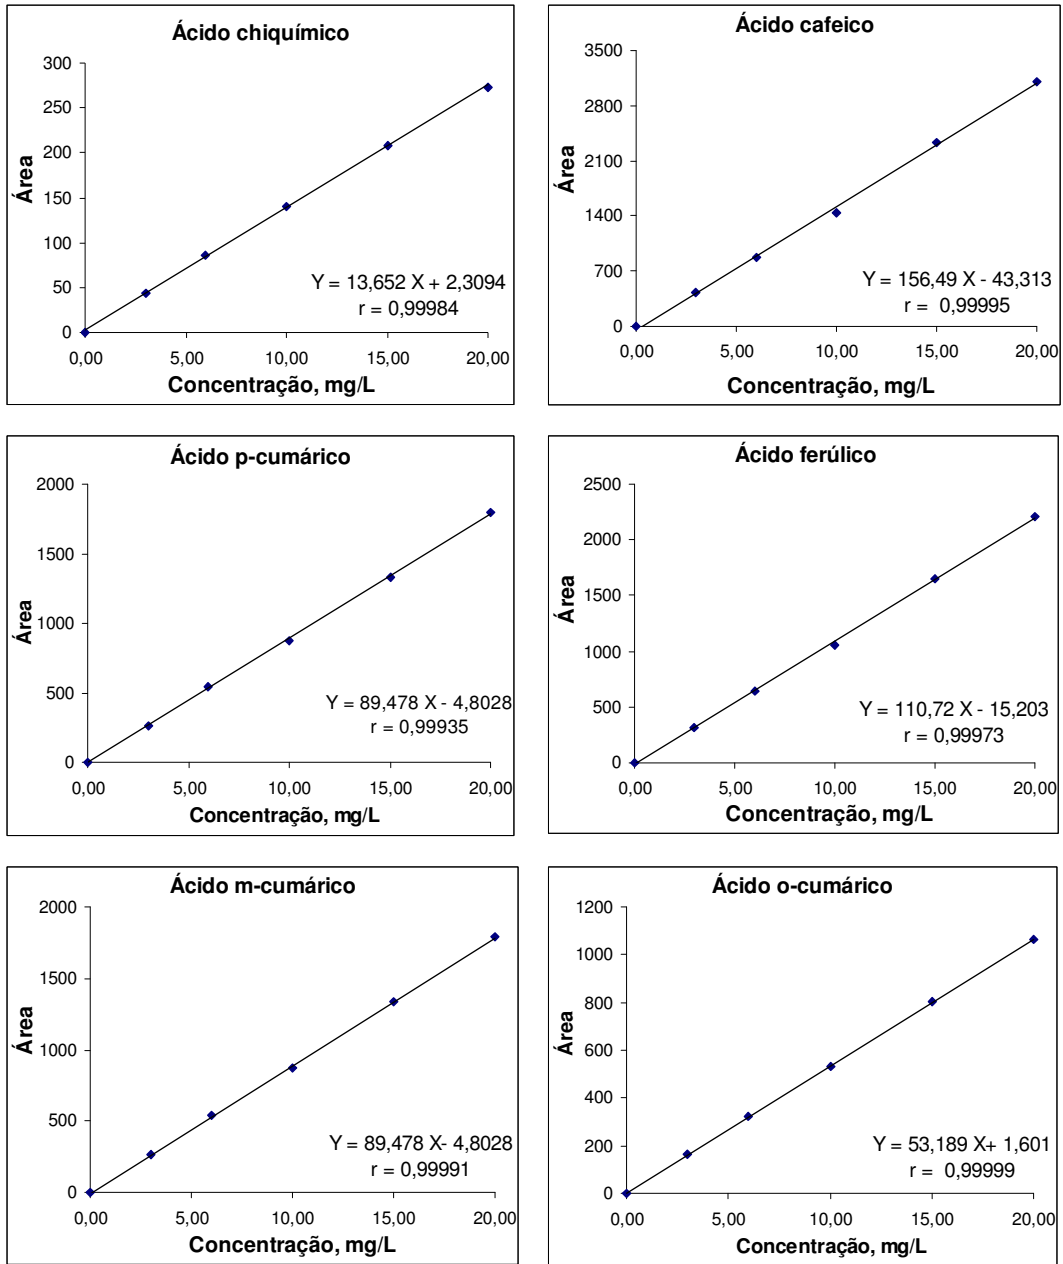 Ácido chiquímico
300
250
200
150
100
50
0
Área
Y = 13,652 X + 2,3094
r = 0,99984
0,00 5,00 10,00 15,00 20,00
Concentração, mg/L
Ácido cafeico
3500
2800
2100
1400
700
0
Área
Y = 156,49 X - 43,313
r = 0,99995
0,00 5,00 10,00 15,00 20,00
Concentração, mg/L
Ácido p-cumárico
2000
1500
1000
500
0
Área
Y = 89,478 X - 4,8028
r = 0,99935
0,00 5,00 10,00 15,00 20,00
Concentração, mg/L
Ácido ferúlico
2500
2000
1500
1000
500
0
Área
Y = 110,72 X - 15,203
r = 0,99973
0,00 5,00 10,00 15,00 20,00
Concentração, mg/L
Ácido m-cumárico
2000
1500
1000
500
0
Área
Y = 89,478 X- 4,8028
r = 0,99991
0,00 5,00 10,00 15,00 20,00
Concentração, mg/L
Ácido o-cumárico
1200
1000
800
600
400
200
0
Área
Y = 53,189 X+ 1,601
r = 0,99999
0,00 5,00 10,00 15,00 20,00
Concentração, mg/L